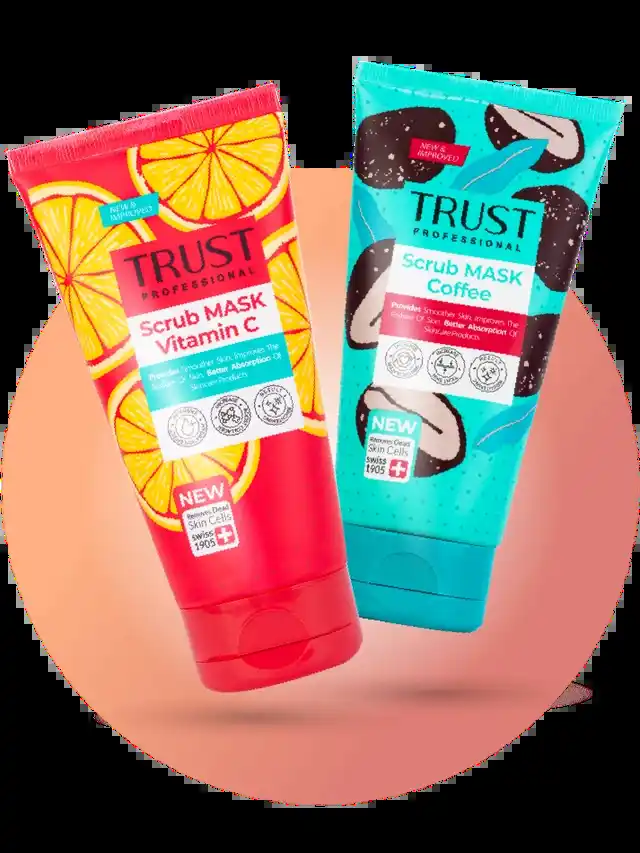 NEW &
IMPROVED
TRUST
PROFESSIONAL
Scrub MASK
Vitamin C
Provides Smoother Skin, Improves The
Of Skin, Better Absorption Of
Skincare Products
NEW
Removes Dead
Skin Cells
swiss
1905
NEW &
IMPROVED
TRUST
PROFESSIONAL
Scrub MASK
Coffee
Provides Smoother Skin, Improves The
Of Skin, Better Absorption Of
Skincare Products
NEW
Removes Dead
Skin Cells
swiss
1905